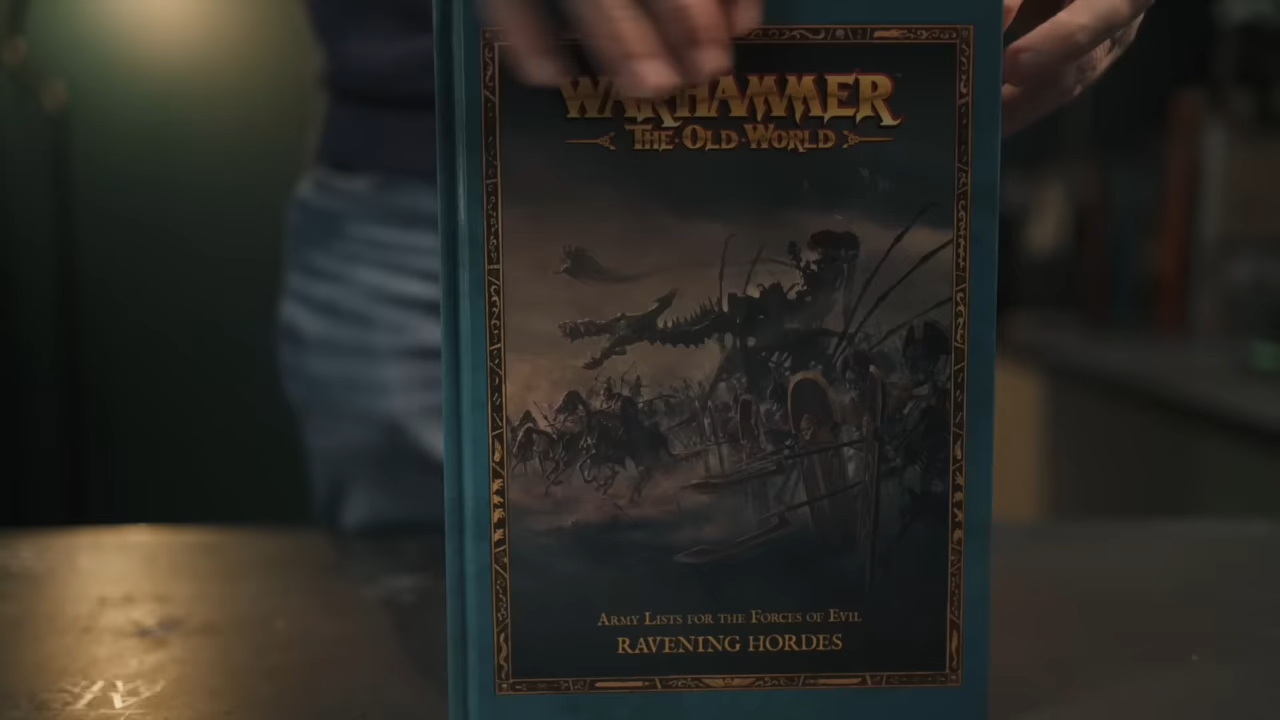 WARHAMMER
THE OLD WORLD
ARMY LISTS FOR THE FORCES OF EVIL
RAVENING HORDES